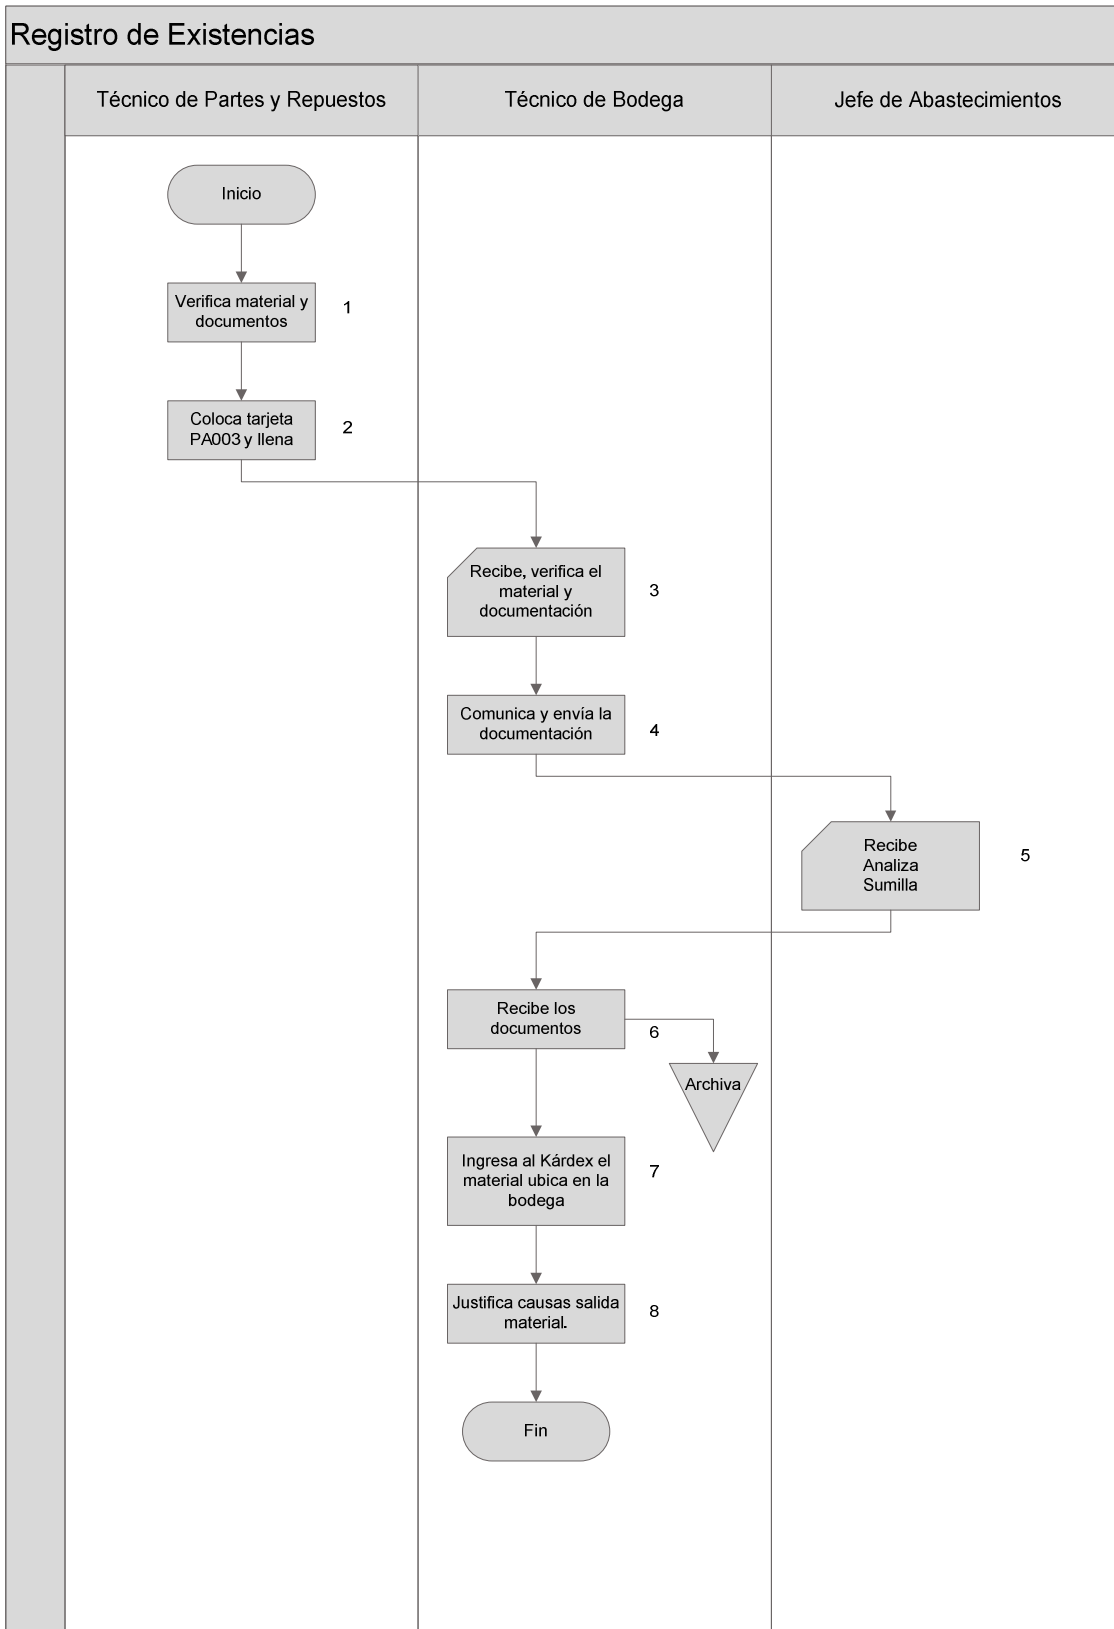 Registro de Existencias
Técnico de Partes y Repuestos
Técnico de Bodega
Jefe de Abastecimientos
Inicio
Verifica material y
documentos
1
Coloca tarjeta
PA003 y llena
2
Recibe, verifica el
material y
documentación
3
Comunica y envía la
documentación
4
Recibe
Analiza
Sumilla
5
Recibe los
documentos
6
Archiva
Ingresa al Kárdex el
material ubica en la
bodega
7
Justifica causas salida
material.
8
Fin